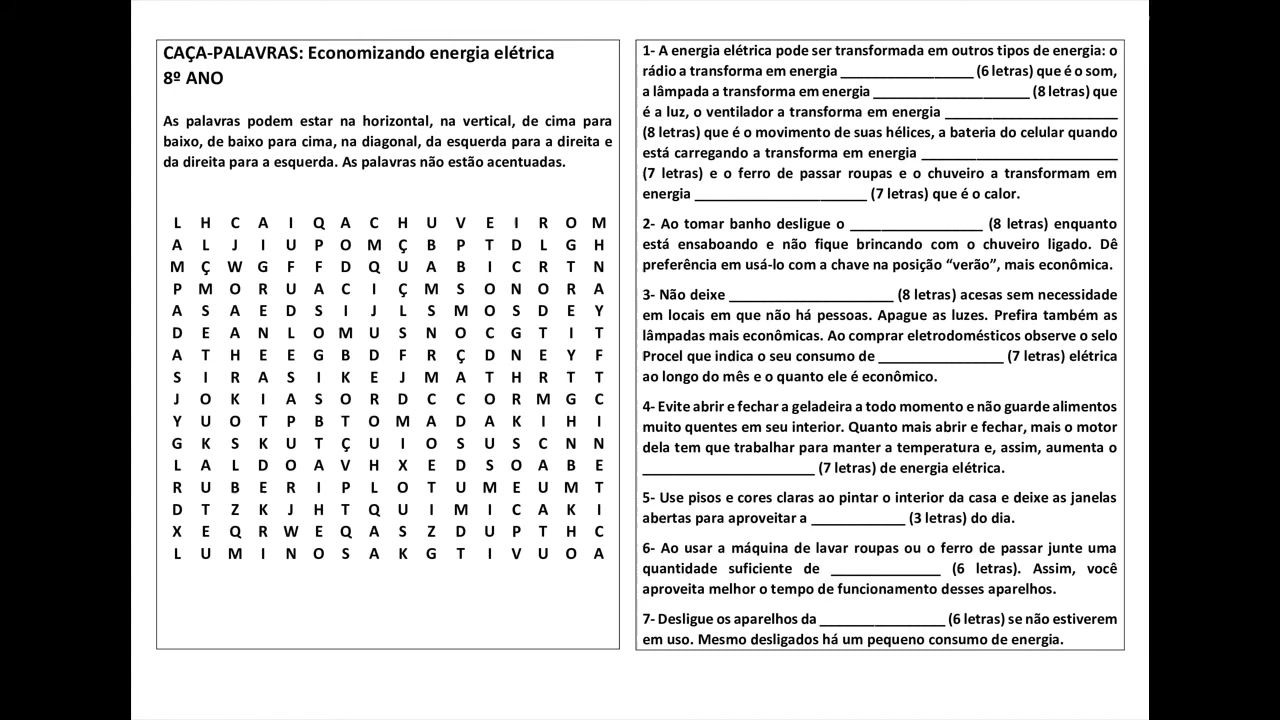 CAÇA-PALAVRAS: Economizando energia elétrica
8º ANO
As palavras podem estar na horizontal, na vertical, de cima para
baixo, de baixo para cima, na diagonal, da esquerda para a direita e
da direita para a esquerda. As palavras não estão acentuadas.
L H C A I Q A C H U V E I R O M
A L J I U P O M Ç B P T D L G H
M Ç W G F F D Q U A B I C R T N
P M O R U A C I Ç M S O N O R A
A S A E D S I J L S M O S D E Y
D E A N L O M U S N O C G T I T
A T H E E G B D F R Ç D N E Y F
S I R A S I K E J M A T H R T T
J O K I A S O R D C C O R M G C
Y U O T P B T O M A D A K I H I
G K S K U T Ç U I O S U S C N N
L A L D O A V H X E D S O A B E
R U B E R I P L O T U M E U M T
D T Z K J H T Q U I M I C A K I
X E Q R W E Q A S Z D U P T H C
L U M I N O S A K G T I V U O A
1- A energia elétrica pode ser transformada em outros tipos de energia: o
rádio a transforma em energia _________________ (6 letras) que é o som,
a lâmpada a transforma em energia ____________________ (8 letras) que
é a luz, o ventilador a transforma em energia ______________________
(8 letras) que é o movimento de suas hélices, a bateria do celular quando
está carregando a transforma em energia _________________________
(7 letras) e o ferro de passar roupas e o chuveiro a transformam em
energia ______________________ (7 letras) que é o calor.
2- Ao tomar banho desligue o _________________ (8 letras) enquanto
está ensaboando e não fique brincando com o chuveiro ligado. Dê
preferência em usá-lo com a chave na posição “verão”, mais econômica.
3- Não deixe _____________________ (8 letras) acesas sem necessidade
em locais em que não há pessoas. Apague as luzes. Prefira também as
lâmpadas mais econômicas. Ao comprar eletrodomésticos observe o selo
Procel que indica o seu consumo de ________________ (7 letras) elétrica
ao longo do mês e o quanto ele é econômico.
4- Evite abrir e fechar a geladeira a todo momento e não guarde alimentos
muito quentes em seu interior. Quanto mais abrir e fechar, mais o motor
dela tem que trabalhar para manter a temperatura e, assim, aumenta o
______________________ (7 letras) de energia elétrica.
5- Use pisos e cores claras ao pintar o interior da casa e deixe as janelas
abertas para aproveitar a ____________ (3 letras) do dia.
6- Ao usar a máquina de lavar roupas ou o ferro de passar junte uma
quantidade suficiente de ______________ (6 letras). Assim, você
aproveita melhor o tempo de funcionamento desses aparelhos.
7- Desligue os aparelhos da ________________ (6 letras) se não estiverem
em uso. Mesmo desligados há um pequeno consumo de energia.